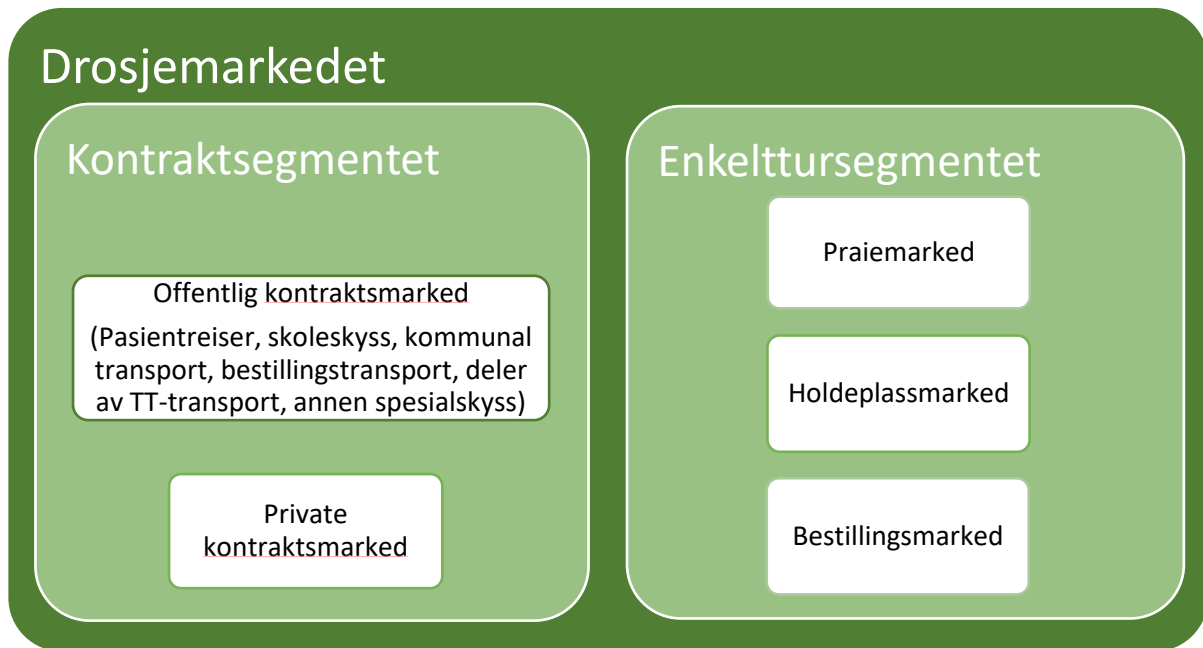 Drosjemarkedet
Kontraktsegmentet
Offentlig kontraktsmarked
(Pasientreiser, skoleskyss, kommunal
transport, bestillingstransport, deler
av TT-transport, annen spesialskyss)
Private
kontraktsmarked
Enkelttursegmentet
Praiemarked
Holdeplassmarked
Bestillingsmarked